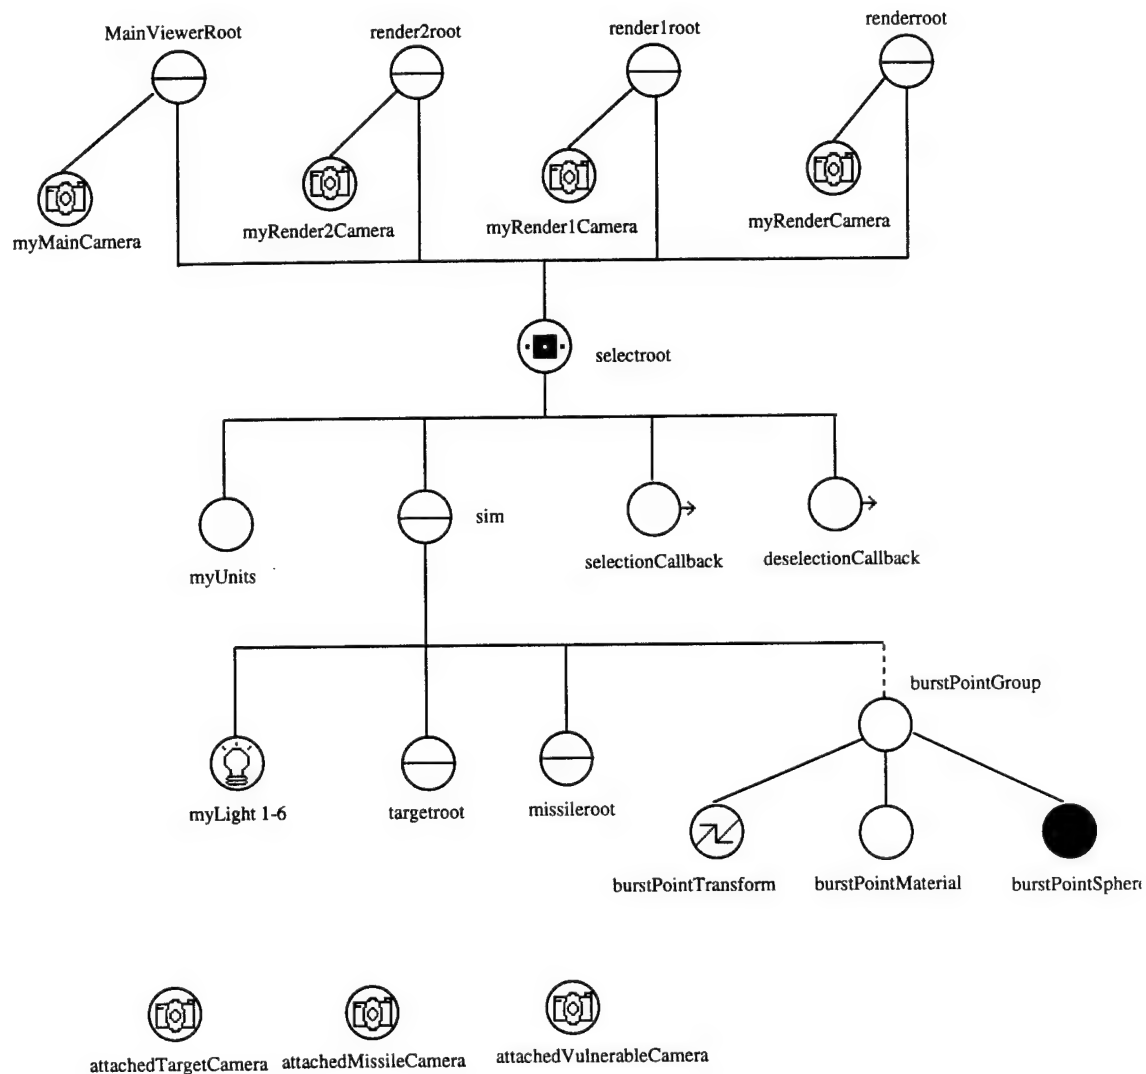 MainViewerRoot
render2root
render1root
renderroot
myMainCamera
myRender2Camera
myRender1Camera
myRenderCamera
selectroot
myUnits
sim
selectionCallback
deselectionCallback
burstPointGroup
myLight 1-6
targetroot
missileroot
burstPointTransform
burstPointMaterial
burstPointSphere
attachedTargetCamera
attachedMissileCamera
attachedVulnerableCamera